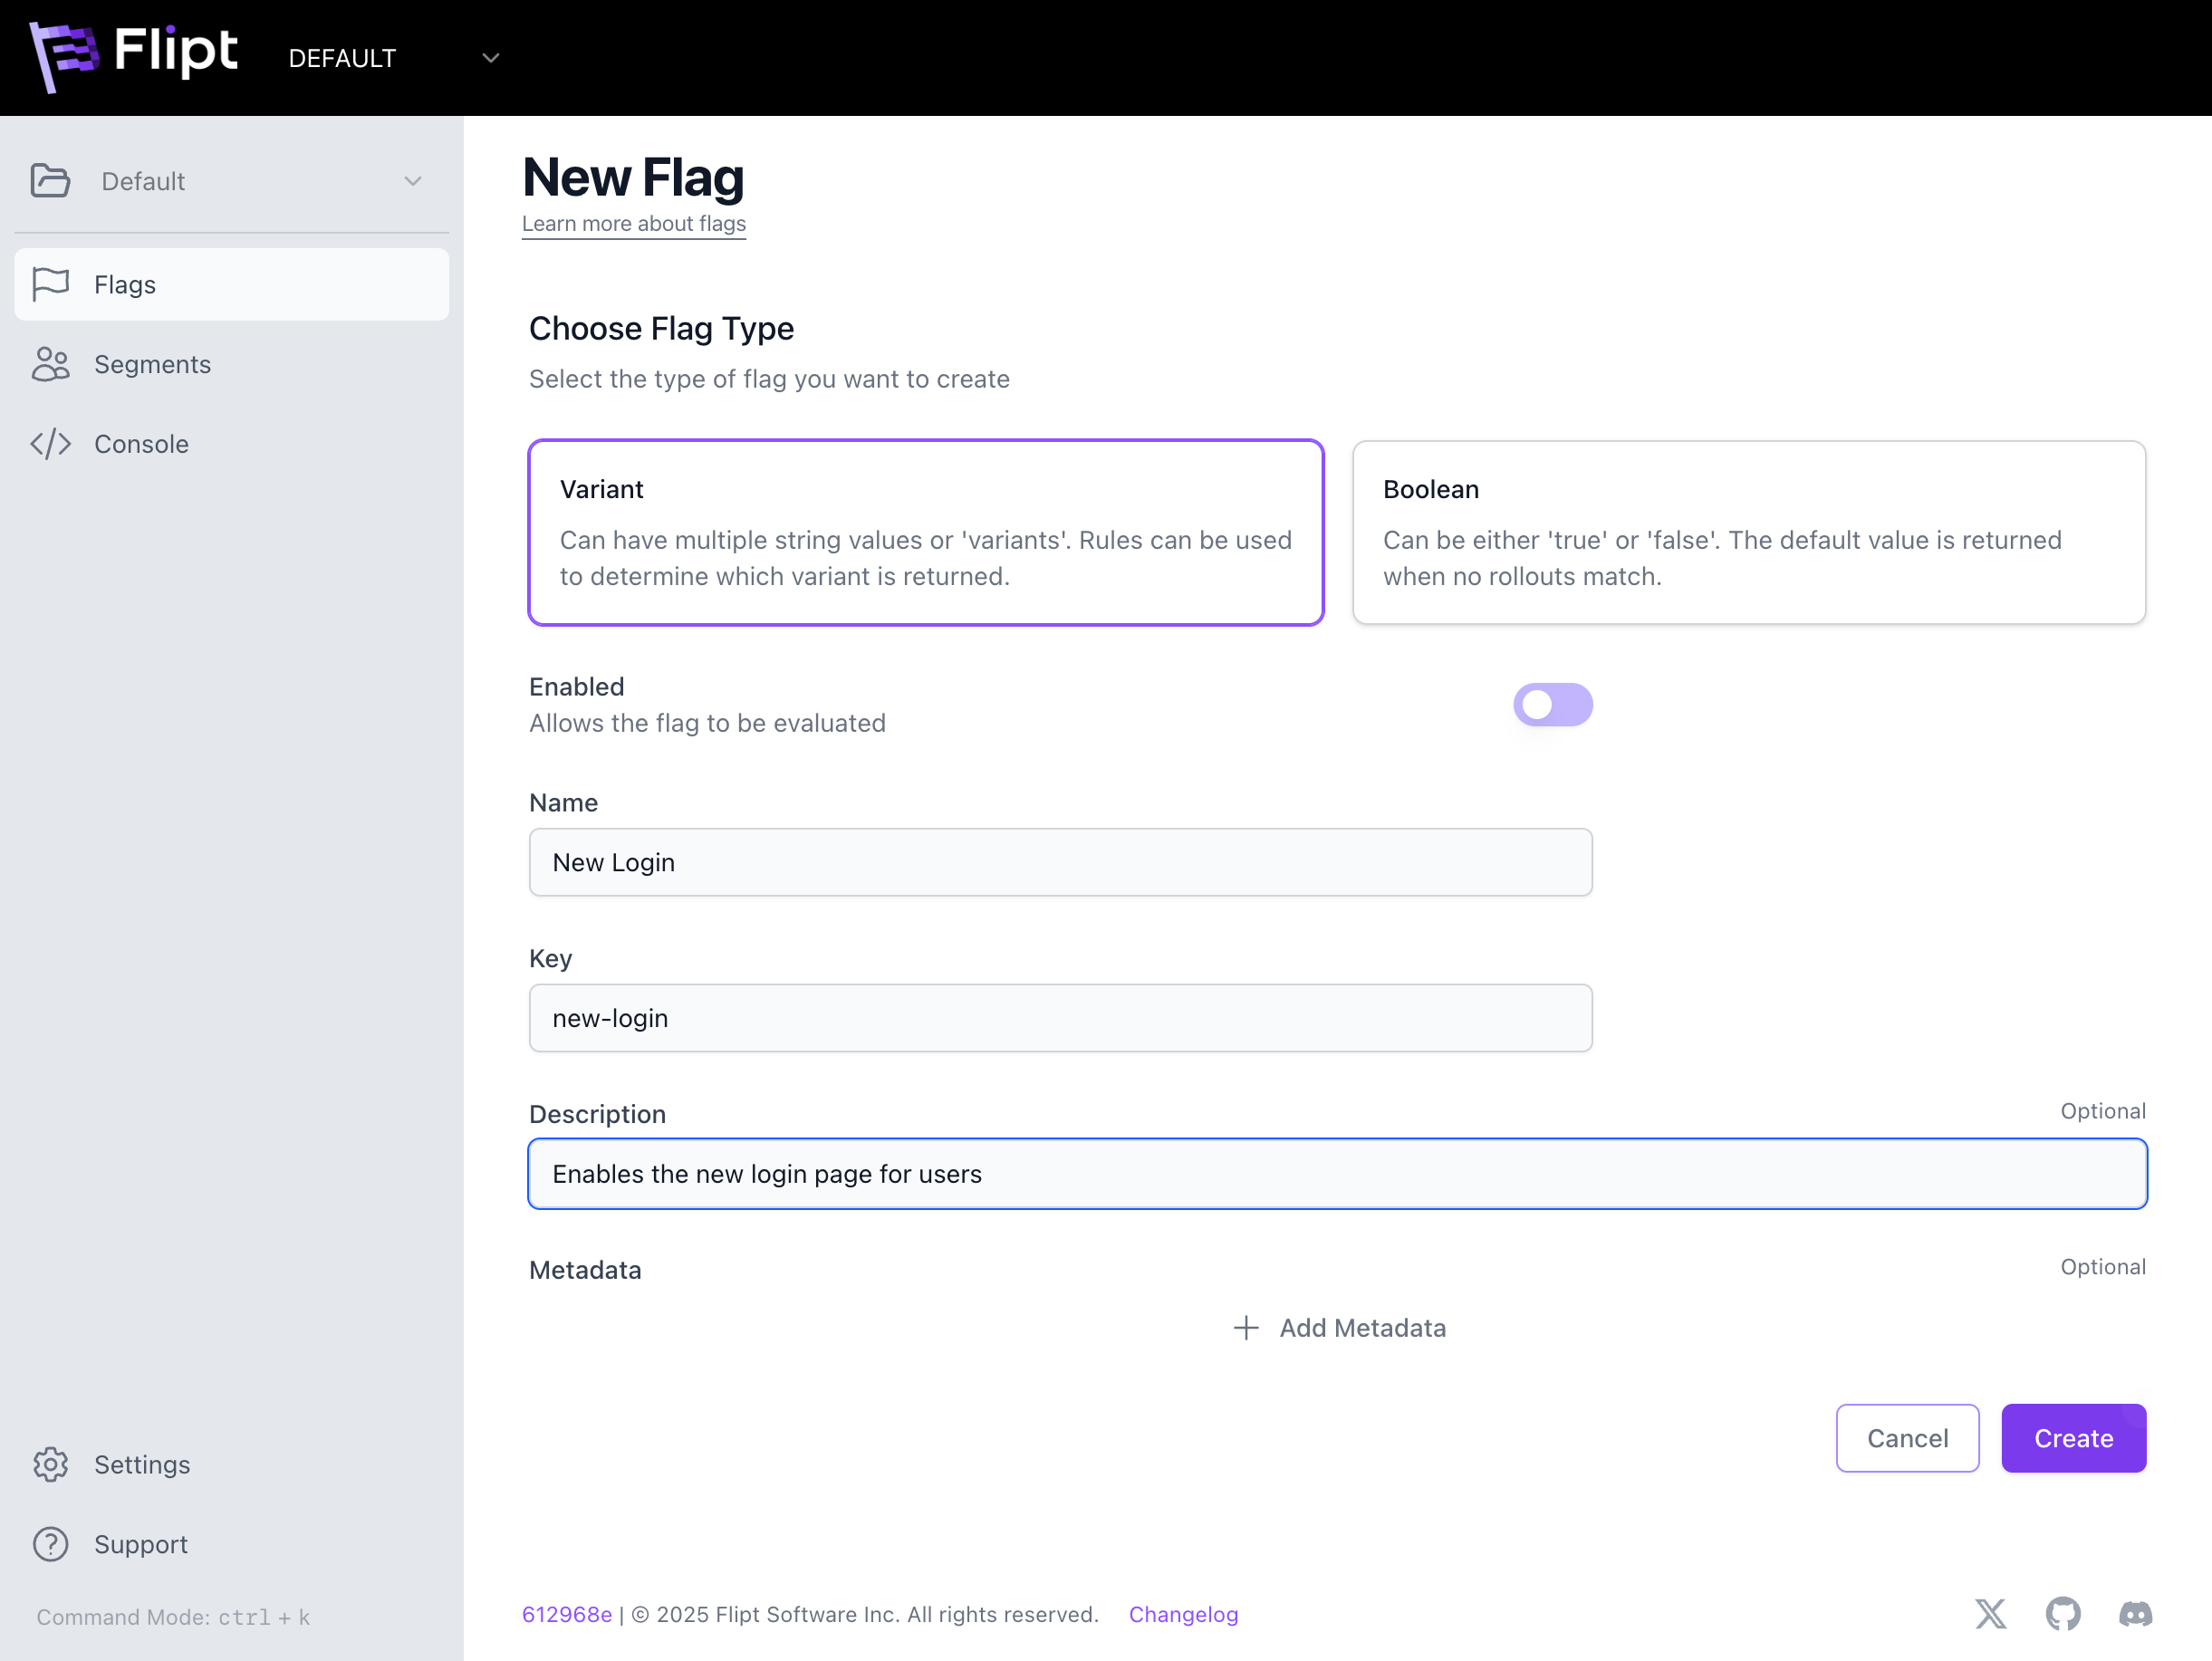 Flipt
DEFAULT
Default
Flags
Segments
Console
Settings
Support
Command Mode: ctrl + k
New Flag
Learn more about flags
Choose Flag Type
Select the type of flag you want to create
Variant
Can have multiple string values or 'variants'. Rules can be used
to determine which variant is returned.
Boolean
Can be either 'true' or 'false'. The default value is returned
when no rollouts match.
Enabled
Allows the flag to be evaluated
Name
New Login
Key
new-login
Description
Optional
Enables the new login page for users
Metadata
Optional
Add Metadata
Cancel
Create
612968e | © 2025 Flipt Software Inc. All rights reserved. Changelog